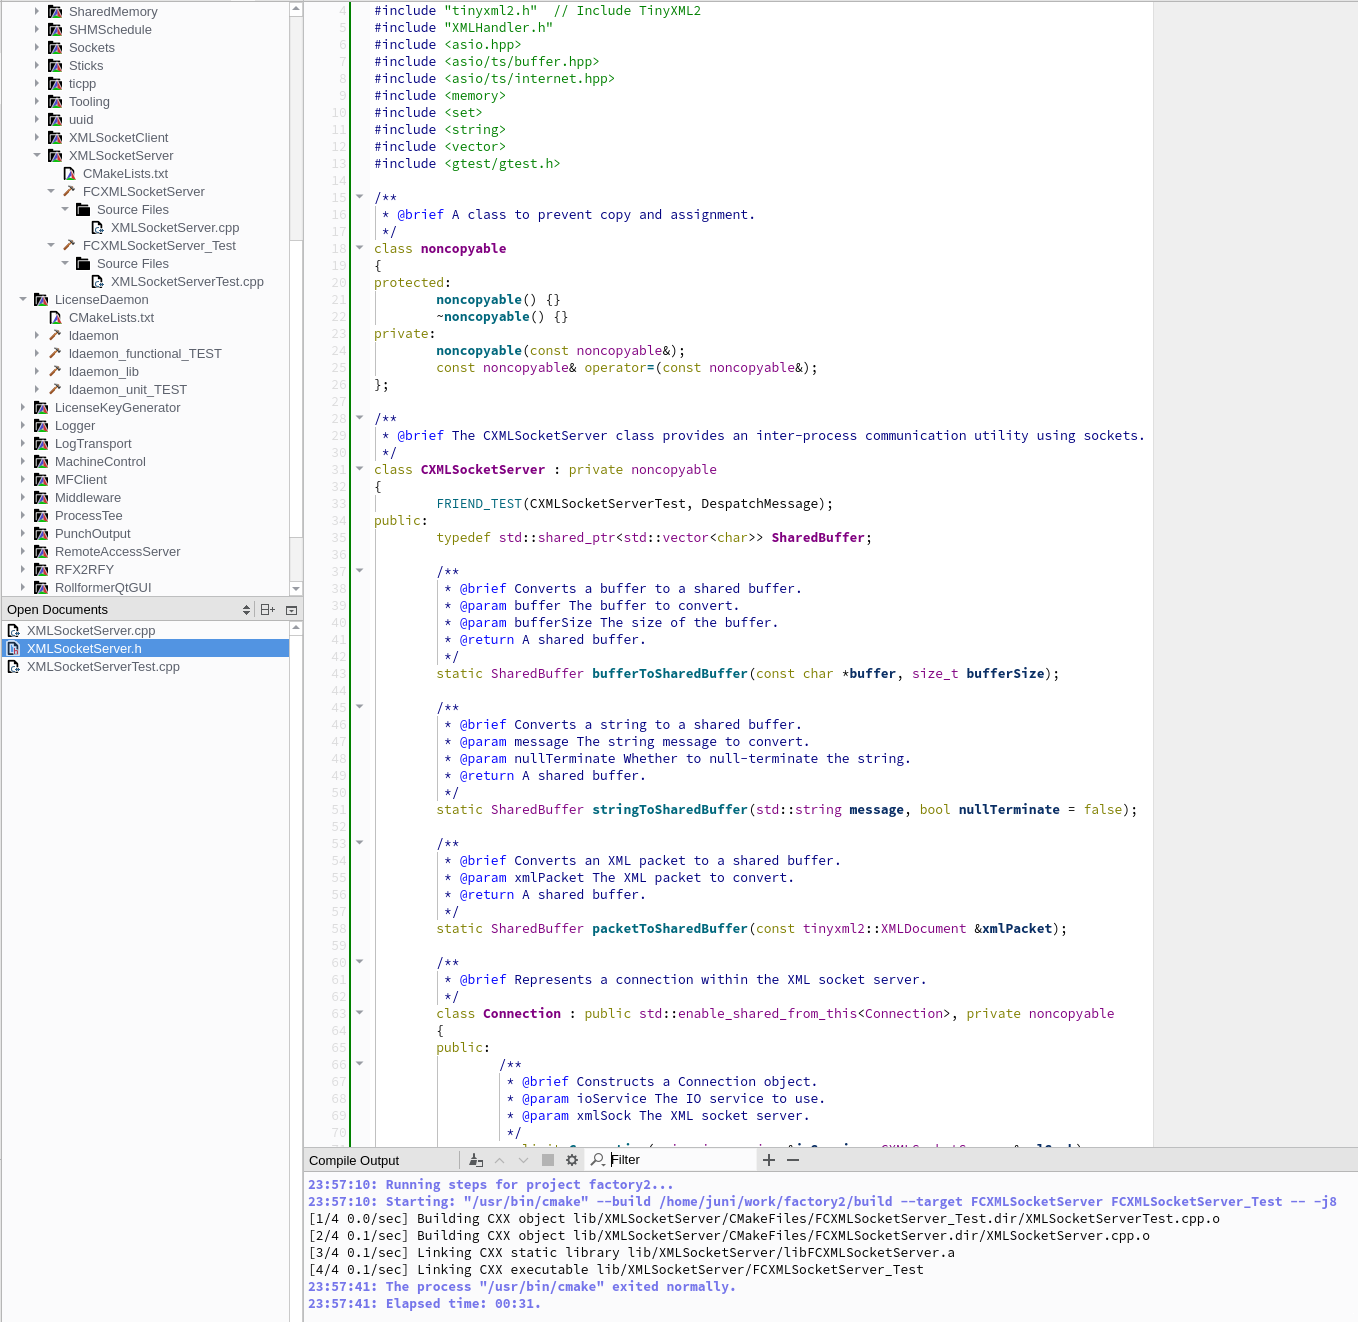 SharedMemory
SHMSchedule
Sockets
Sticks
ticpp
Tooling
uuid
XMLSocketClient
XMLSocketServer
CMakeLists.txt
FCXMLSocketServer
Source Files
XMLSocketServer.cpp
FCXMLSocketServer_Test
Source Files
XMLSocketServerTest.cpp
LicenseDaemon
CMakeLists.txt
ldaemon
ldaemon_functional_TEST
ldaemon_lib
ldaemon_unit_TEST
LicenseKeyGenerator
Logger
LogTransport
MachineControl
MFClient
Middleware
ProcessTee
PunchOutput
RemoteAccessServer
RFX2RFY
RollformerQtGUI
Open Documents
XMLSocketServer.cpp
XMLSocketServer.h
XMLSocketServerTest.cpp
4 #include "tinyxml2.h"  // Include TinyXML2
5 #include "XMLHandler.h"
6 #include <asio.hpp>
7 #include <asio/ts/buffer.hpp>
8 #include <asio/ts/internet.hpp>
9 #include <memory>
10 #include <set>
11 #include <string>
12 #include <vector>
13 #include <gtest/gtest.h>
14
15 /**
16  * @brief A class to prevent copy and assignment.
17  */
18 class noncopyable
19 {
20 protected:
21         noncopyable() {}
22         ~noncopyable() {}
23 private:
24         noncopyable(const noncopyable&);
25         const noncopyable& operator=(const noncopyable&);
26 };
27
28 /**
29  * @brief The CXMLSocketServer class provides an inter-process communication utility using sockets.
30  */
31 class CXMLSocketServer : private noncopyable
32 {
33         FRIEND_TEST(CXMLSocketServerTest, DespatchMessage);
34 public:
35         typedef std::shared_ptr<std::vector<char>> SharedBuffer;
36
37         /**
38          * @brief Converts a buffer to a shared buffer.
39          * @param buffer The buffer to convert.
40          * @param bufferSize The size of the buffer.
41          * @return A shared buffer.
42          */
43         static SharedBuffer bufferToSharedBuffer(const char *buffer, size_t bufferSize);
44
45         /**
46          * @brief Converts a string to a shared buffer.
47          * @param message The string message to convert.
48          * @param nullTerminate Whether to null-terminate the string.
49          * @return A shared buffer.
50          */
51         static SharedBuffer stringToSharedBuffer(std::string message, bool nullTerminate = false);
52
53         /**
54          * @brief Converts an XML packet to a shared buffer.
55          * @param xmlPacket The XML packet to convert.
56          * @return A shared buffer.
57          */
58         static SharedBuffer packetToSharedBuffer(const tinyxml2::XMLDocument &xmlPacket);
59
60         /**
61          * @brief Represents a connection within the XML socket server.
62          */
63         class Connection : public std::enable_shared_from_this<Connection>, private noncopyable
64         {
65         public:
66                 /**
67                  * @brief Constructs a Connection object.
68                  * @param ioService The IO service to use.
69                  * @param xmlSock The XML socket server.
70                  */
Compile Output
Filter
23:57:10: Running steps for project factory2...
23:57:10: Starting: "/usr/bin/cmake" --build /home/juni/work/factory2/build --target FCXMLSocketServer FCXMLSocketServer_Test -- -j8
[1/4 0.0/sec] Building CXX object lib/XMLSocketServer/CMakeFiles/FCXMLSocketServer_Test.dir/XMLSocketServerTest.cpp.o
[2/4 0.1/sec] Building CXX object lib/XMLSocketServer/CMakeFiles/FCXMLSocketServer.dir/XMLSocketServer.cpp.o
[3/4 0.1/sec] Linking CXX static library lib/XMLSocketServer/libFCXMLSocketServer.a
[4/4 0.1/sec] Linking CXX executable lib/XMLSocketServer/FCXMLSocketServer_Test
23:57:41: The process "/usr/bin/cmake" exited normally.
23:57:41: Elapsed time: 00:31.